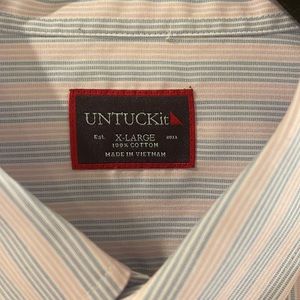 UNTUCKit
Est. X-LARGE 2011
100% COTTON
MADE IN VIETNAM